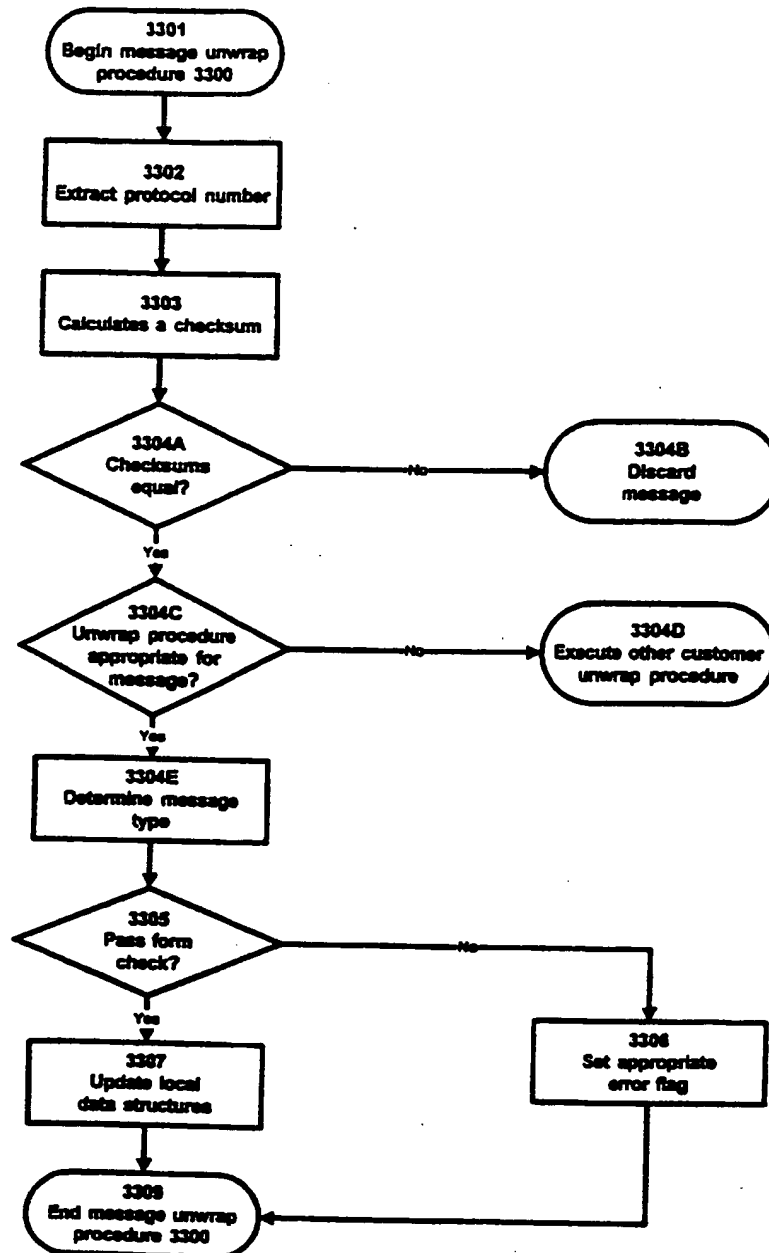 3301
Begin message unwrap
procedure 3300
3302
Extract protocol number
3303
Calculates a checksum
3304A
Checksums
equal?
No
3304B
Discard
message
Yes
3304C
Unwrap procedure
appropriate for
message?
No
3304D
Execute other customer
unwrap procedure
Yes
3304E
Determine message
type
3305
Pass form
check?
No
Yes
3306
Set appropriate
error flag
3307
Update local
data structures
3309
End message unwrap
procedure 3300